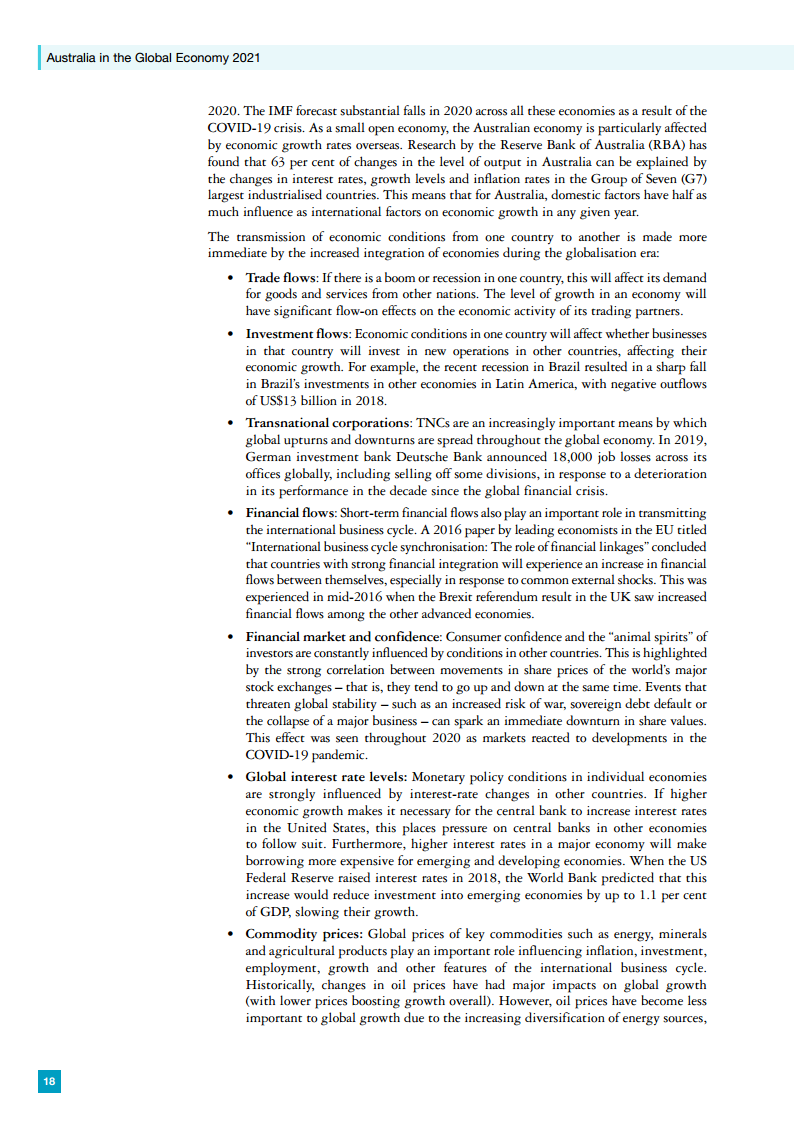 Australia in the Global Economy 2021
2020. The IMF forecast substantial falls in 2020 across all these economies as a result of the
COVID-19 crisis. As a small open economy, the Australian economy is particularly affected
by economic growth rates overseas. Research by the Reserve Bank of Australia (RBA) has
found that 63 per cent of changes in the level of output in Australia can be explained by
the changes in interest rates, growth levels and inflation rates in the Group of Seven (G7)
largest industrialised countries. This means that for Australia, domestic factors have half as
much influence as international factors on economic growth in any given year.
The transmission of economic conditions from one country to another is made more
immediate by the increased integration of economies during the globalisation era:
• Trade flows: If there is a boom or recession in one country, this will affect its demand
for goods and services from other nations. The level of growth in an economy will
have significant flow-on effects on the economic activity of its trading partners.
• Investment flows: Economic conditions in one country will affect whether businesses
in that country will invest in new operations in other countries, affecting their
economic growth. For example, the recent recession in Brazil resulted in a sharp fall
in Brazil's investments in other economies in Latin America, with negative outflows
of US$13 billion in 2018.
• Transnational corporations: TNCs are an increasingly important means by which
global upturns and downturns are spread throughout the global economy. In 2019,
German investment bank Deutsche Bank announced 18,000 job losses across its
offices globally, including selling off some divisions, in response to a deterioration
in its performance in the decade since the global financial crisis.
• Financial flows: Short-term financial flows also play an important role in transmitting
the international business cycle. A 2016 paper by leading economists in the EU titled
“International business cycle synchronisation: The role of financial linkages” concluded
that countries with strong financial integration will experience an increase in financial
flows between themselves, especially in response to common external shocks. This was
experienced in mid-2016 when the Brexit referendum result in the UK saw increased
financial flows among the other advanced economies.
• Financial market and confidence: Consumer confidence and the “animal spirits” of
investors are constantly influenced by conditions in other countries. This is highlighted
by the strong correlation between movements in share prices of the world's major
stock exchanges – that is, they tend to go up and down at the same time. Events that
threaten global stability – such as an increased risk of war, sovereign debt default or
the collapse of a major business – can spark an immediate downturn in share values.
This effect was seen throughout 2020 as markets reacted to developments in the
COVID-19 pandemic.
• Global interest rate levels: Monetary policy conditions in individual economies
are strongly influenced by interest-rate changes in other countries. If higher
economic growth makes it necessary for the central bank to increase interest rates
in the United States, this places pressure on central banks in other economies
to follow suit. Furthermore, higher interest rates in a major economy will make
borrowing more expensive for emerging and developing economies. When the US
Federal Reserve raised interest rates in 2018, the World Bank predicted that this
increase would reduce investment into emerging economies by up to 1.1 per cent
of GDP, slowing their growth.
• Commodity prices: Global prices of key commodities such as energy, minerals
and agricultural products play an important role influencing inflation, investment,
employment, growth and other features of the international business cycle.
Historically, changes in oil prices have had major impacts on global growth
(with lower prices boosting growth overall). However, oil prices have become less
important to global growth due to the increasing diversification of energy sources,
18